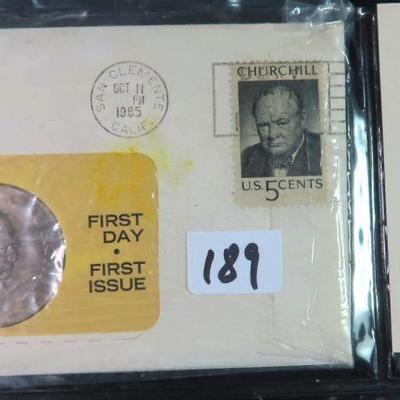 SAN CLEMENTE
OCT 11
PM
1965
CALIF.
CHURCHILL
U.S. 5 CENTS
FIRST
DAY
•
FIRST
ISSUE
189